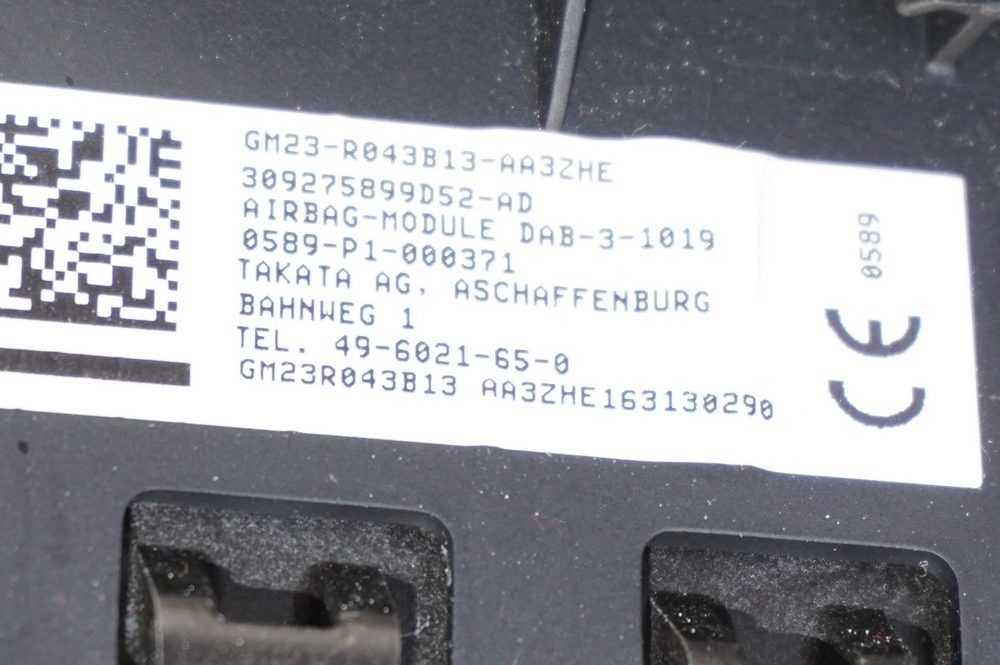 GM23-R043B13-AA3ZHE
309275899D52-AD
AIRBAG-MODULE DAB-3-1019
0589-P1-000371
TAKATA AG, ASCHAFFENBURG
BAHNWEG 1
TEL. 49-6021-65-0
GM23R043B13 AA3ZHE163130290
CE 0589